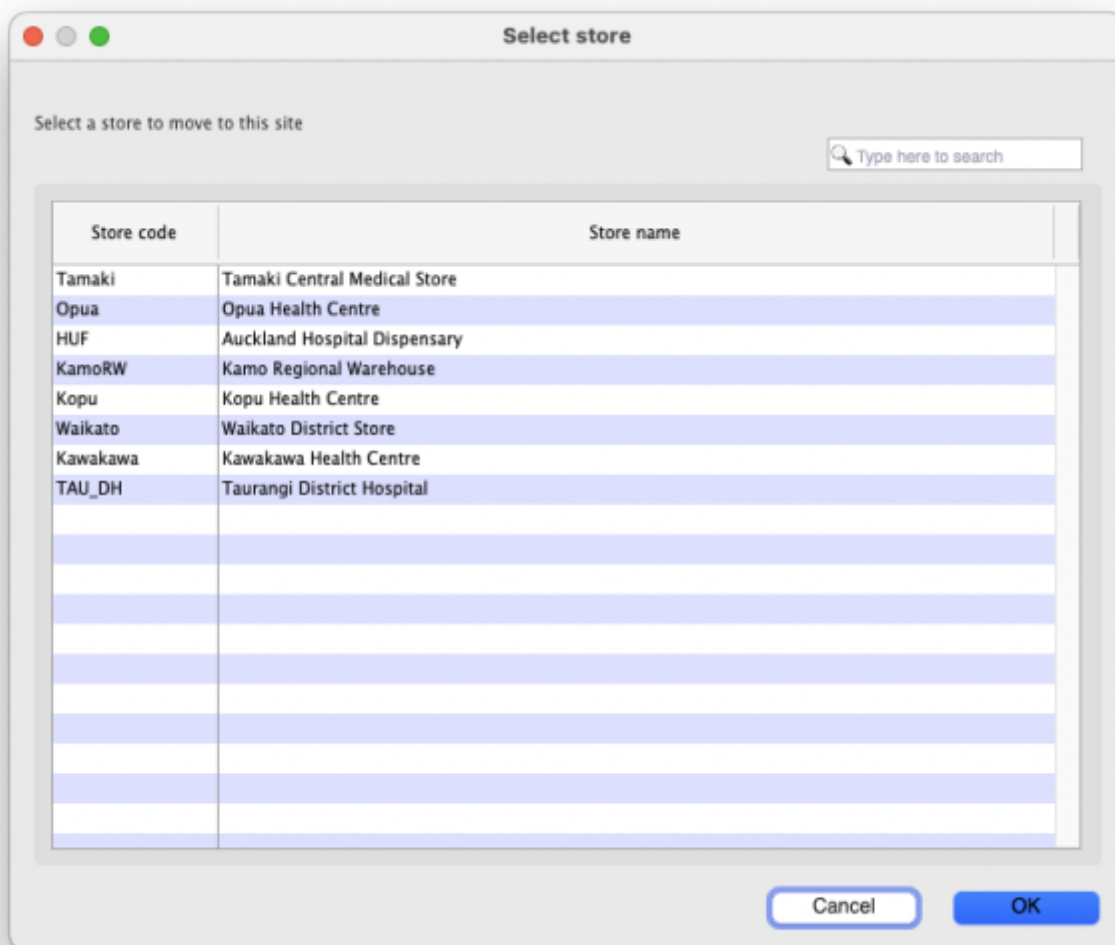 Select store
Select a store to move to this site
Type here to search
Store code Store name
Tamaki Tamaki Central Medical Store
Opua Opua Health Centre
HUF Auckland Hospital Dispensary
KamoRW Kamo Regional Warehouse
Kopu Kopu Health Centre
Waikato Waikato District Store
Kawakawa Kawakawa Health Centre
TAU_DH Taurangi District Hospital
Cancel OK